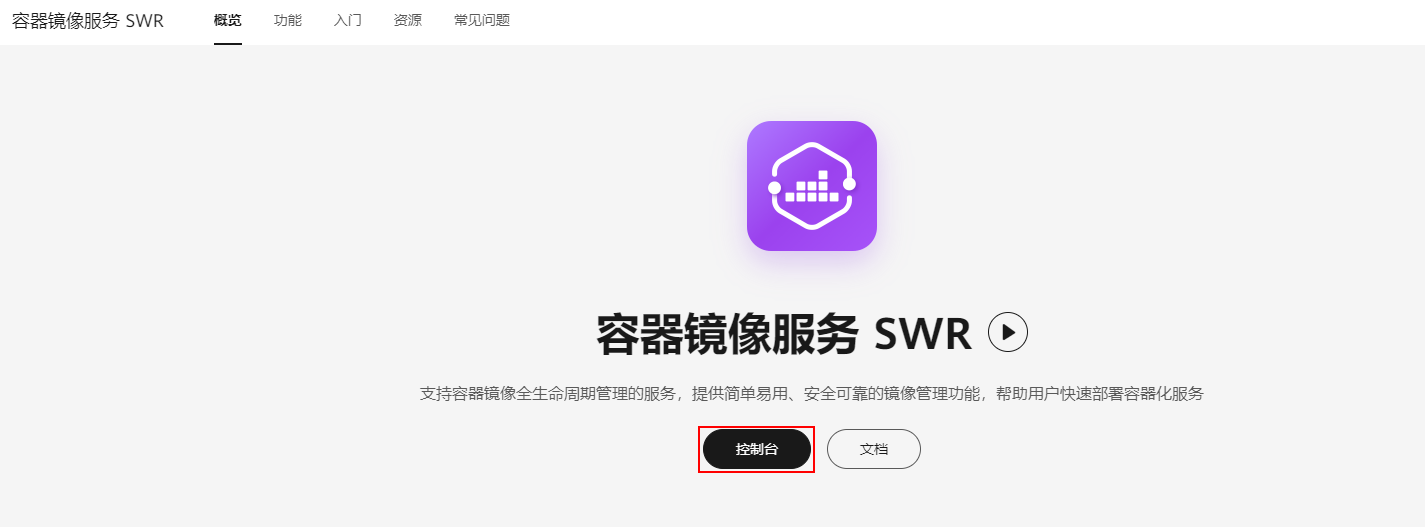 容器镜像服务 SWR 概览 功能 入门 资源 常见问题
容器镜像服务 SWR
支持容器镜像全生命周期管理的服务，提供简单易用、安全可靠的镜像管理功能，帮助用户快速部署容器化服务
控制台 文档